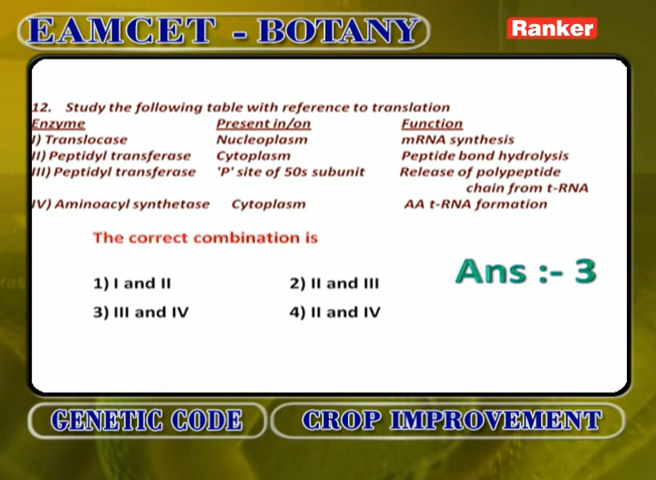 EAMCET - BOTANY
Ranker
12. Study the following table with reference to translation
Enzyme Present in/on Function
I) Translocase Nucleoplasm mRNA synthesis
II) Peptidyl transferase Cytoplasm Peptide bond hydrolysis
III) Peptidyl transferase 'P' site of 50s subunit Release of polypeptide
chain from t-RNA
IV) Aminoacyl synthetase Cytoplasm AA t-RNA formation
The correct combination is
Ans :- 3
1) I and II 2) II and III
3) III and IV 4) II and IV
GENETIC CODE CROP IMPROVEMENT